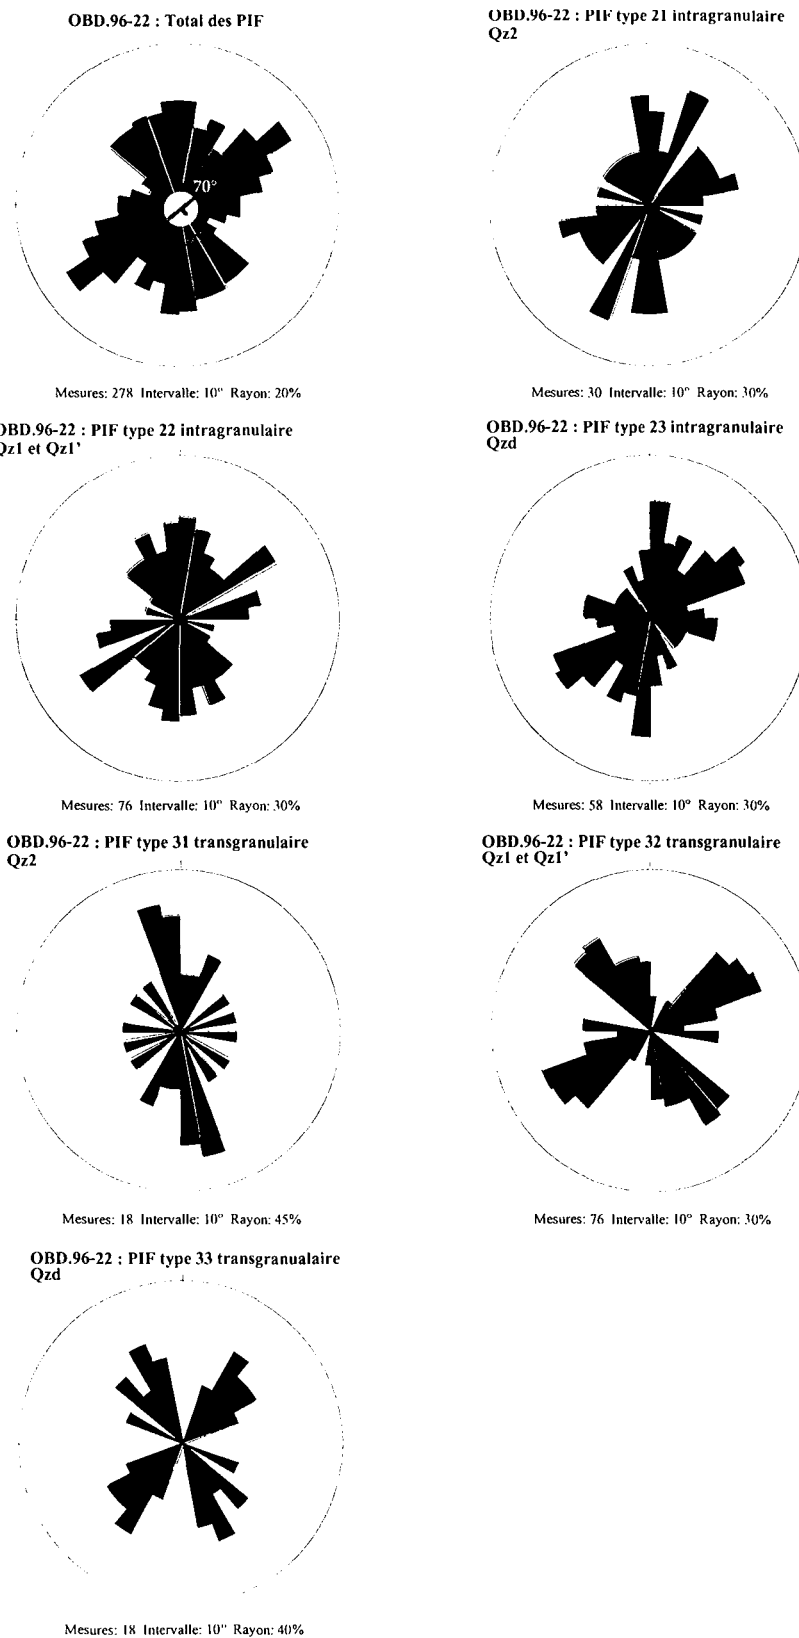 OBD.96-22 : Total des PIF
70°
Mesures: 278 Intervalle: 10° Rayon: 20%
OBD.96-22 : PIF type 21 intragranulaire
Qz2
Mesures: 30 Intervalle: 10° Rayon: 30%
OBD.96-22 : PIF type 22 intragranulaire
Qz1 et Qz1'
Mesures: 76 Intervalle: 10° Rayon: 30%
OBD.96-22 : PIF type 23 intragranulaire
Qzd
Mesures: 58 Intervalle: 10° Rayon: 30%
OBD.96-22 : PIF type 31 transgranulaire
Qz2
Mesures: 18 Intervalle: 10° Rayon: 45%
OBD.96-22 : PIF type 32 transgranulaire
Qz1 et Qz1'
Mesures: 76 Intervalle: 10° Rayon: 30%
OBD.96-22 : PIF type 33 transgranualaire
Qzd
Mesures: 18 Intervalle: 10° Rayon: 40%